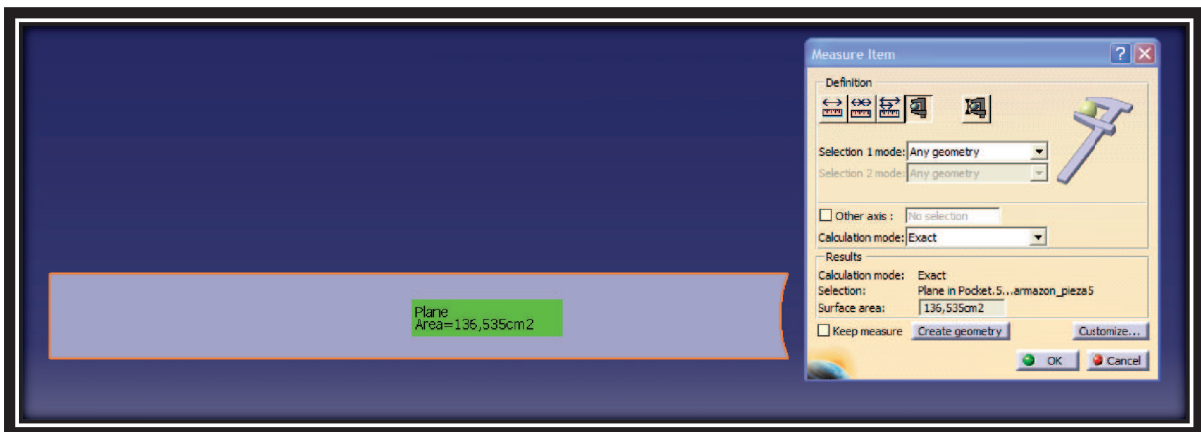 Plane
Area=136,535cm2
Measure Item
Definition
Selection 1 mode: Any geometry
Selection 2 mode: Any geometry
Other axis : No selection
Calculation mode: Exact
Results
Calculation mode: Exact
Selection: Plane in Pocket.5...armazon_pieza5
Surface area: 136,535cm2
Keep measure Create geometry Customize...
OK Cancel